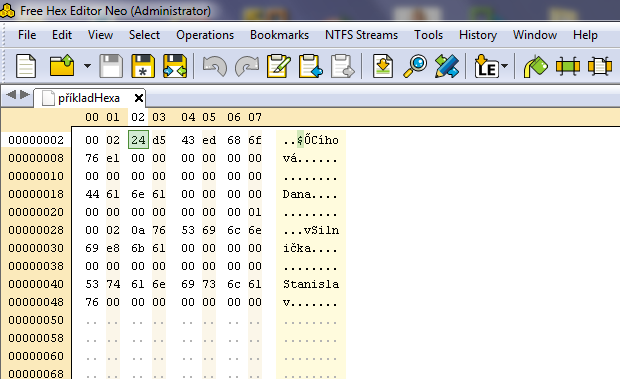 Free Hex Editor Neo (Administrator)
File Edit View Select Operations Bookmarks NTFS Streams Tools History Window Help
LE
příkladHexa
00 01 02 03 04 05 06 07
00000002 00 02 24 d5 43 ed 68 6f ..$ŐCího
00000008 76 e1 00 00 00 00 00 00 vá......
00000010 00 00 00 00 00 00 00 00 ........
00000018 44 61 6e 61 00 00 00 00 Dana....
00000020 00 00 00 00 00 00 00 01 ........
00000028 00 02 0a 76 53 69 6c 6e ...vSiln
00000030 69 e8 6b 61 00 00 00 00 ička....
00000038 00 00 00 00 00 00 00 00 ........
00000040 53 74 61 6e 69 73 6c 61 Stanisla
00000048 76 00 00 00 00 00 00 00 v.......
00000050 .. .. .. .. .. .. .. .. ........
00000058 .. .. .. .. .. .. .. .. ........
00000060 .. .. .. .. .. .. .. .. ........
00000068 .. .. .. .. .. .. .. .. ........